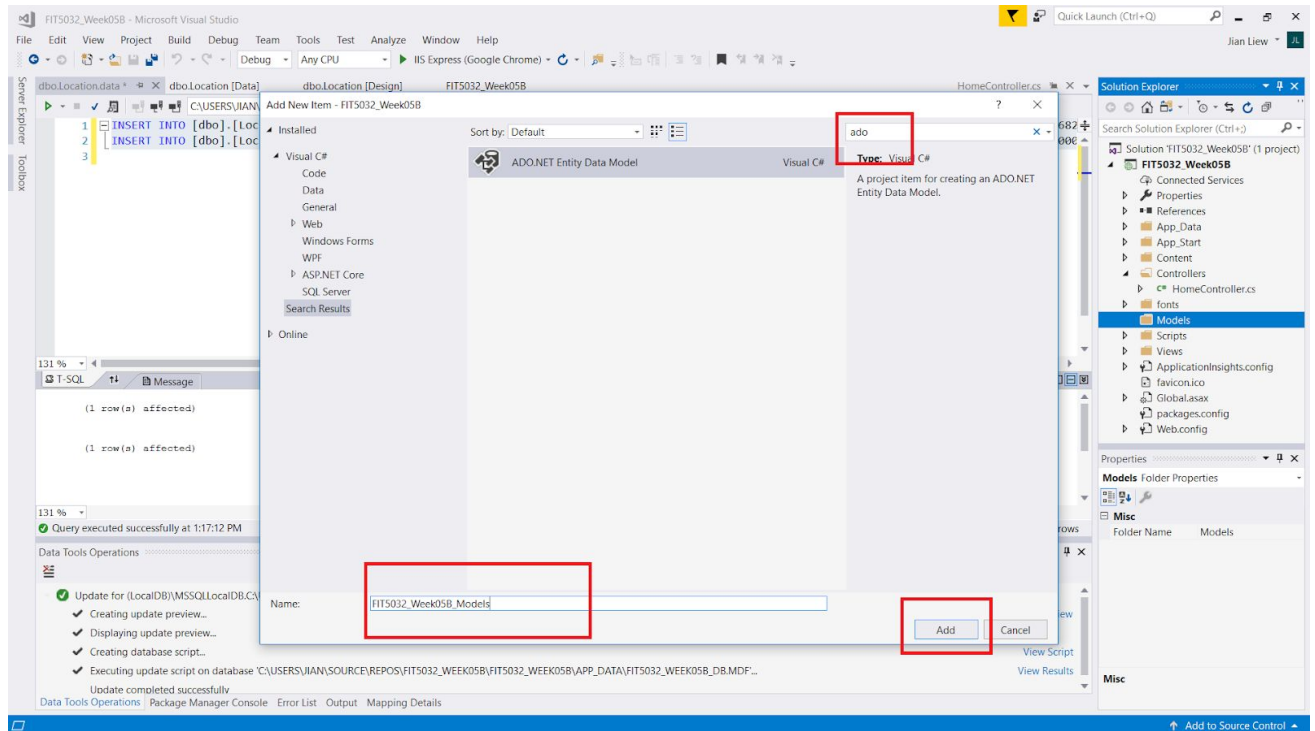 FIT5032_Week05B - Microsoft Visual Studio
Quick Launch (Ctrl+Q)
File Edit View Project Build Debug Team Tools Test Analyze Window Help
Jian Liew JL
Debug Any CPU IIS Express (Google Chrome)
Server Explorer
Toolbox
dbo.Location.data * dbo.Location [Data] dbo.Location [Design] FIT5032_Week05B HomeController.cs
C:\USERS\JIAN\
1 INSERT INTO [dbo].[Loc
682
2 INSERT INTO [dbo].[Loc
3
131 %
T-SQL Message
(1 row(s) affected)
(1 row(s) affected)
131 %
Query executed successfully at 1:17:12 PM
rows
Add New Item - FIT5032_Week05B
Installed
Visual C#
Code
Data
General
Web
Windows Forms
WPF
ASP.NET Core
SQL Server
Search Results
Online
Sort by: Default
ADO.NET Entity Data Model Visual C#
ado
Type: Visual C#
A project item for creating an ADO.NET
Entity Data Model.
Name: FIT5032_Week05B_Models
Add Cancel
Data Tools Operations
Update for (LocalDB)\MSSQLLocalDB.C:\
Creating update preview...
Displaying update preview...
Creating database script...
View Script
Executing update script on database 'C:\USERS\JIAN\SOURCE\REPOS\FIT5032_WEEK05B\FIT5032_WEEK05B\APP_DATA\FIT5032_WEEK05B_DB.MDF'...
View Results
Update completed successfully
Data Tools Operations Package Manager Console Error List Output Mapping Details
Solution Explorer
Search Solution Explorer (Ctrl+;)
Solution 'FIT5032_Week05B' (1 project)
FIT5032_Week05B
Connected Services
Properties
References
App_Data
App_Start
Content
Controllers
C# HomeController.cs
fonts
Models
Scripts
Views
ApplicationInsights.config
favicon.ico
Global.asax
packages.config
Web.config
Properties
Models Folder Properties
Misc
Folder Name Models
Misc
Add to Source Control